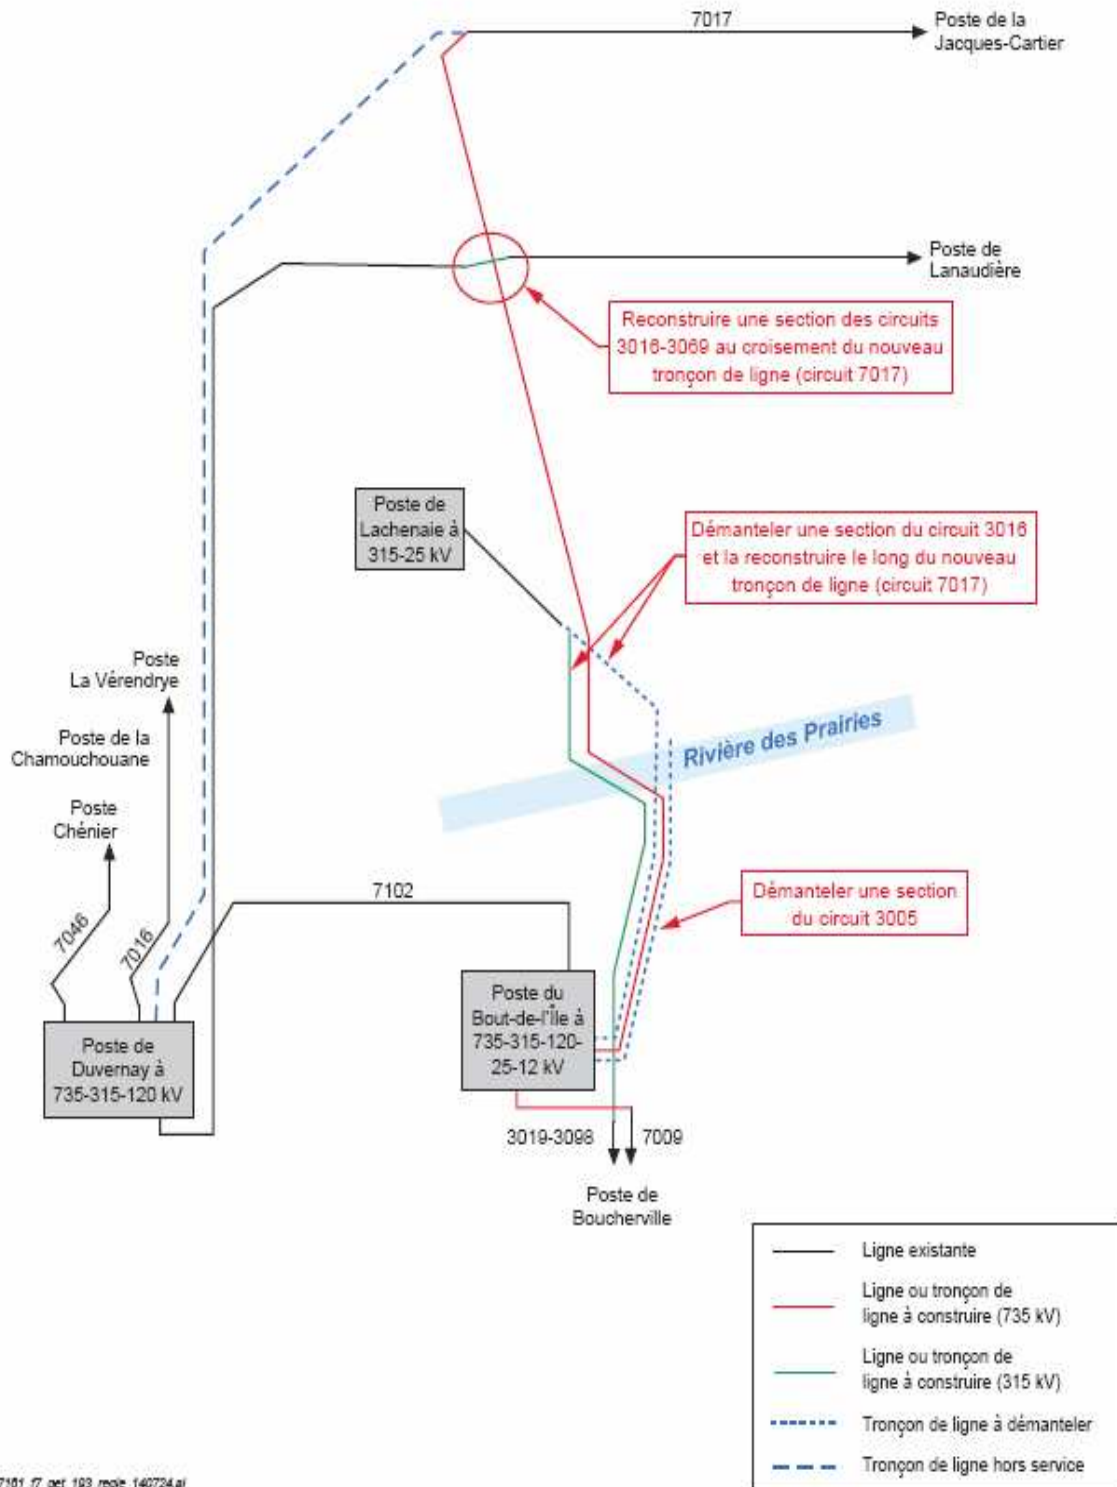 7017
Poste de la
Jacques-Cartier
Poste de
Lanaudière
Reconstruire une section des circuits
3016-3069 au croisement du nouveau
tronçon de ligne (circuit 7017)
Poste de
Lachenaie à
315-25 kV
Démanteler une section du circuit 3016
et la reconstruire le long du nouveau
tronçon de ligne (circuit 7017)
Poste
La Vérendrye
Poste de la
Chamouchouane
Poste
Chénier
Rivière des Prairies
7102
Démanteler une section
du circuit 3005
7046
7016
Poste de
Duvernay à
735-315-120 kV
Poste du
Bout-de-l'Île à
735-315-120-
25-12 kV
3019-3098
7009
Poste de
Boucherville
Ligne existante
Ligne ou tronçon de
ligne à construire (735 kV)
Ligne ou tronçon de
ligne à construire (315 kV)
Tronçon de ligne à démanteler
Tronçon de ligne hors service
7161_f7_get_193_regie_140724.ai